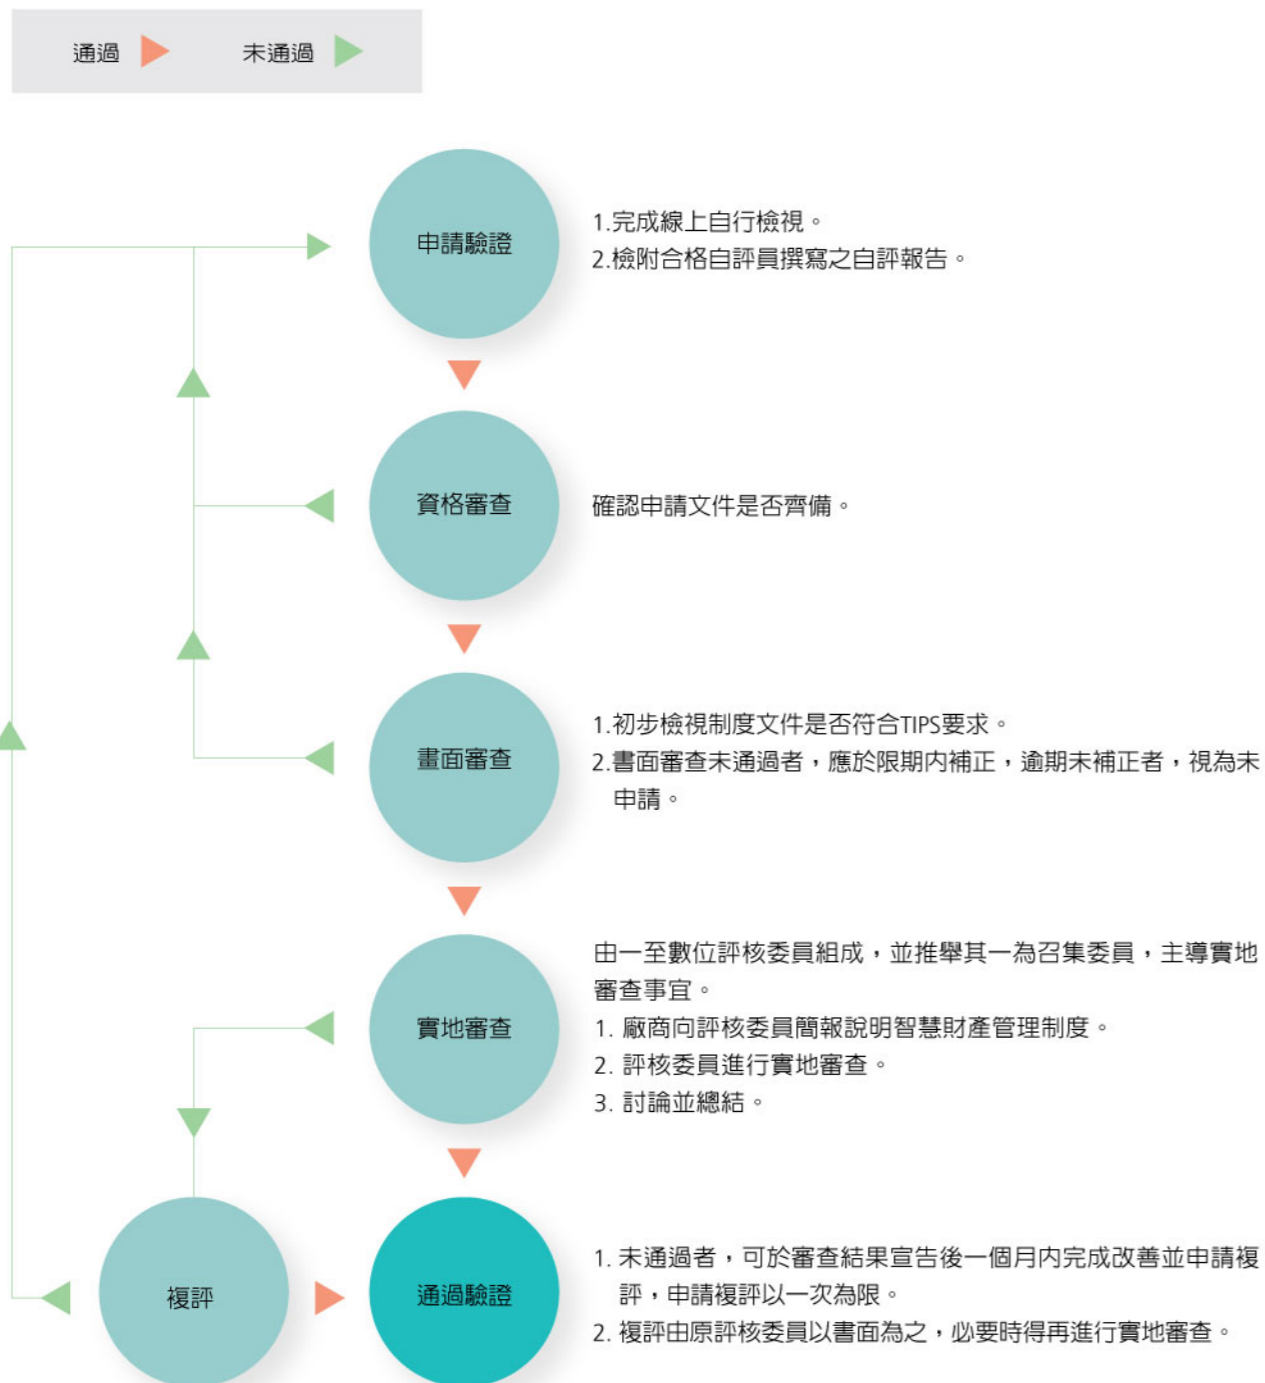 通過 未通過
申請驗證
1.完成線上自行檢視。
2.檢附合格自評員撰寫之自評報告。
資格審查
確認申請文件是否齊備。
畫面審查
1.初步檢視制度文件是否符合TIPS要求。
2.書面審查未通過者，應於限期內補正，逾期未補正者，視為未
申請。
實地審查
由一至數位評核委員組成，並推舉其一為召集委員，主導實地
審查事宜。
1. 廠商向評核委員簡報說明智慧財產管理制度。
2. 評核委員進行實地審查。
3. 討論並總結。
複評
通過驗證
1. 未通過者，可於審查結果宣告後一個月內完成改善並申請複
評，申請複評以一次為限。
2. 複評由原評核委員以書面為之，必要時得再進行實地審查。